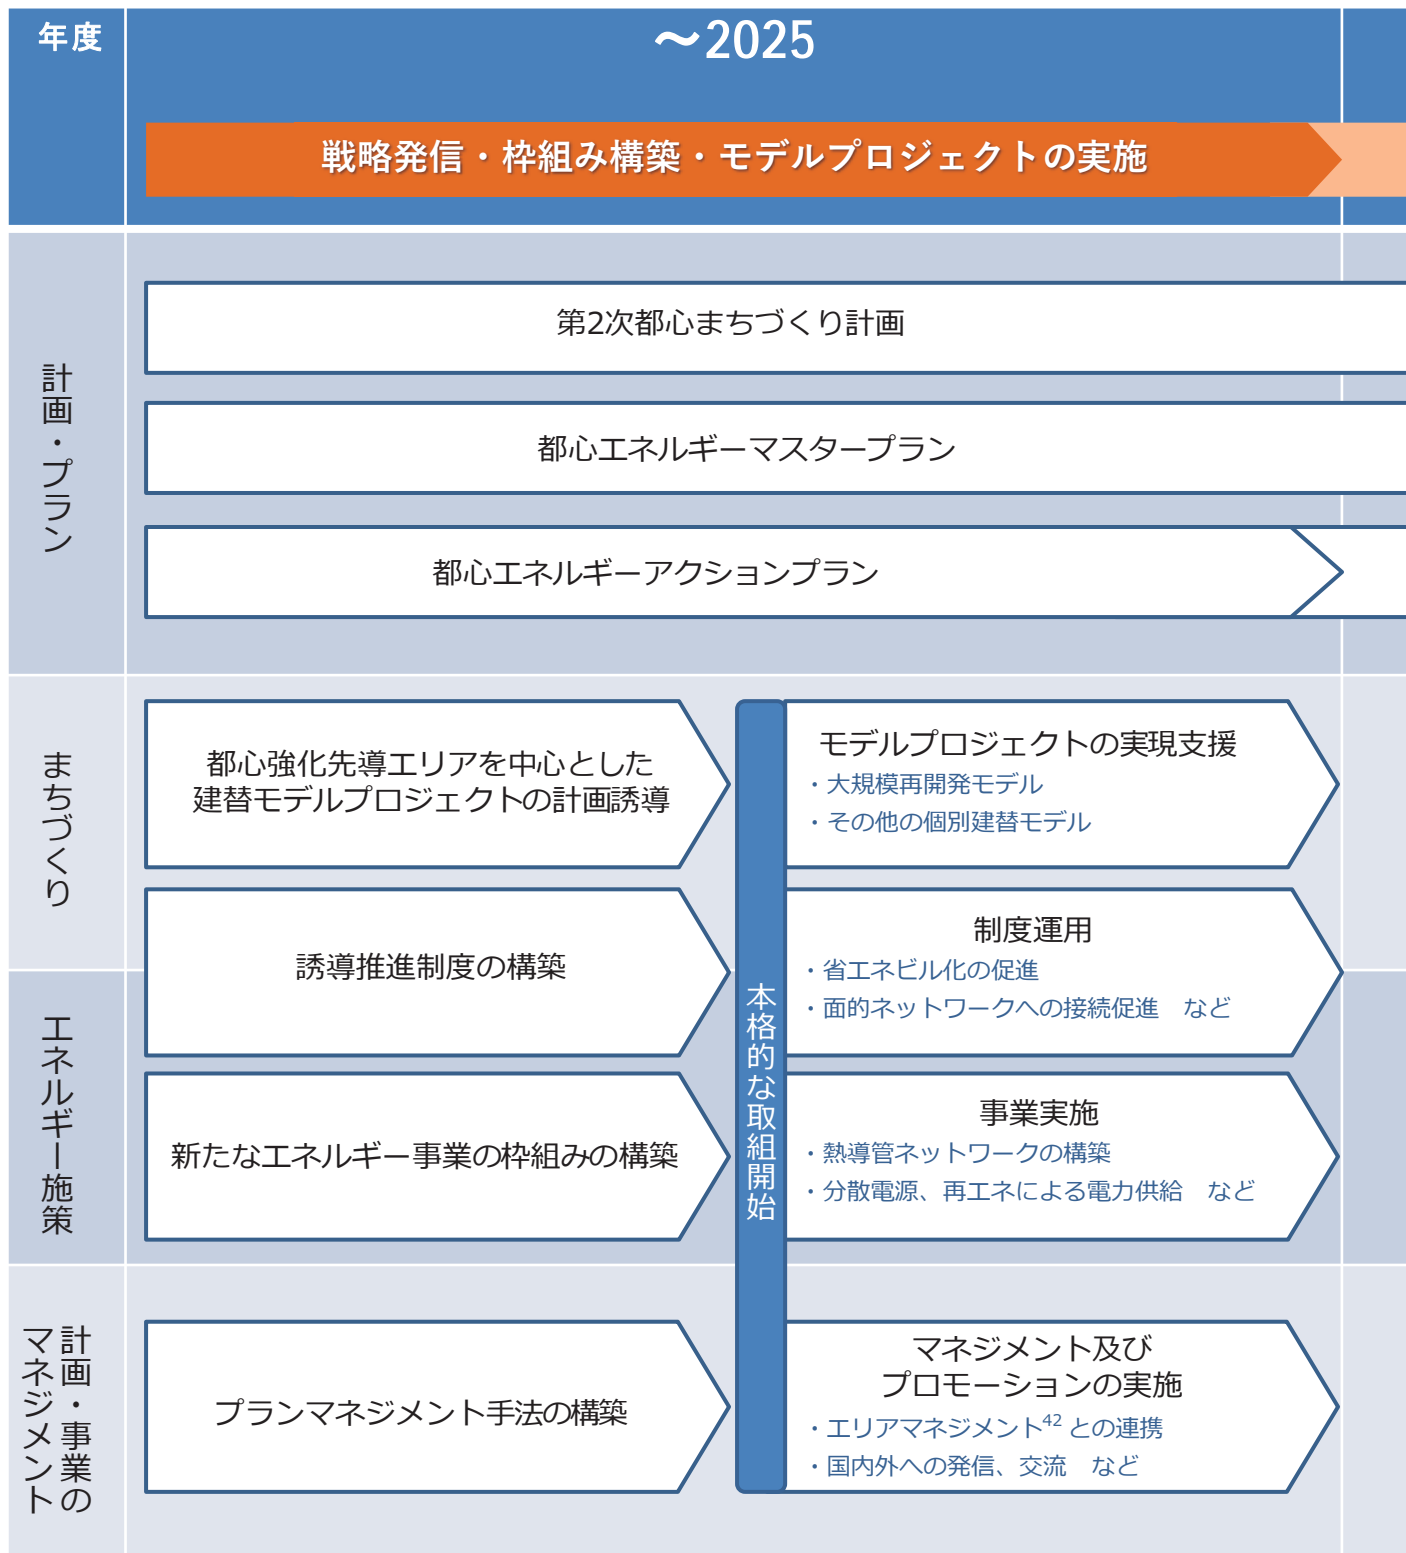 年度
～2025
戦略発信・枠組み構築・モデルプロジェクトの実施
計画・プラン
第2次都心まちづくり計画
都心エネルギーマスタープラン
都心エネルギーアクションプラン
まちづくり
都心強化先導エリアを中心とした
建替モデルプロジェクトの計画誘導
モデルプロジェクトの実現支援
・大規模再開発モデル
・その他の個別建替モデル
誘導推進制度の構築
制度運用
・省エネビル化の促進
・面的ネットワークへの接続促進　など
本格的な取組開始
エネルギー施策
新たなエネルギー事業の枠組みの構築
事業実施
・熱導管ネットワークの構築
・分散電源、再エネによる電力供給　など
計画・事業の
マネジメント
プランマネジメント手法の構築
マネジメント及び
プロモーションの実施
・エリアマネジメント42 との連携
・国内外への発信、交流　など